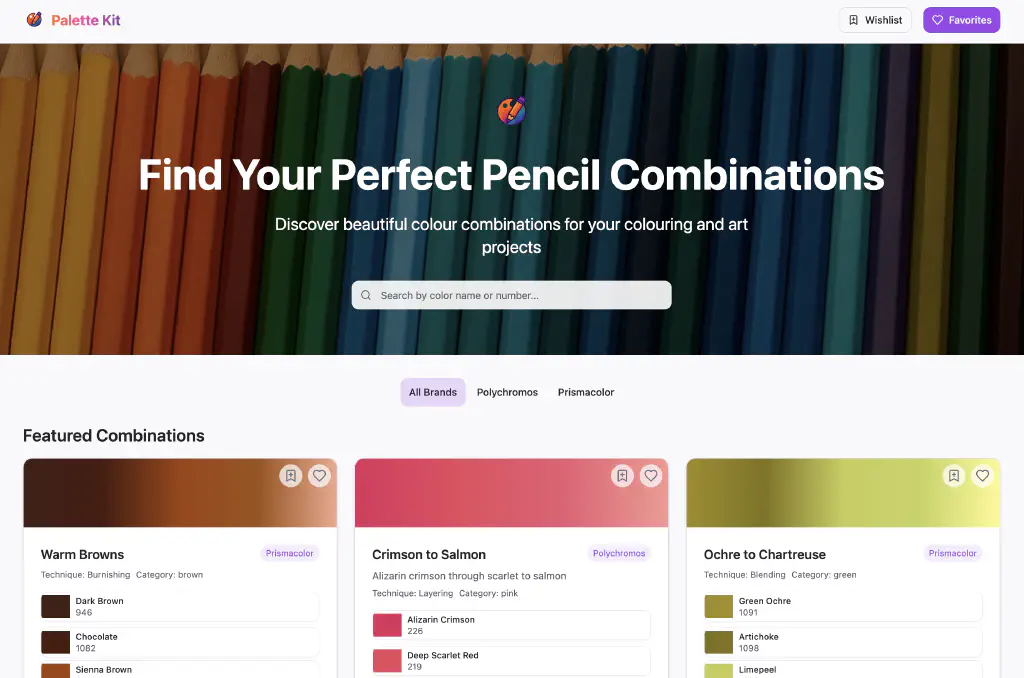 Palette Kit
Wishlist
Favorites
Find Your Perfect Pencil Combinations
Discover beautiful colour combinations for your colouring and art
projects
Search by color name or number...
All Brands
Polychromos
Prismacolor
Featured Combinations
Warm Browns
Prismacolor
Technique: Burnishing Category: brown
Dark Brown
946
Chocolate
1082
Sienna Brown
Crimson to Salmon
Polychromos
Alizarin crimson through scarlet to salmon
Technique: Layering Category: pink
Alizarin Crimson
226
Deep Scarlet Red
219
Ochre to Chartreuse
Prismacolor
Technique: Blending Category: green
Green Ochre
1091
Artichoke
1098
Limepeel